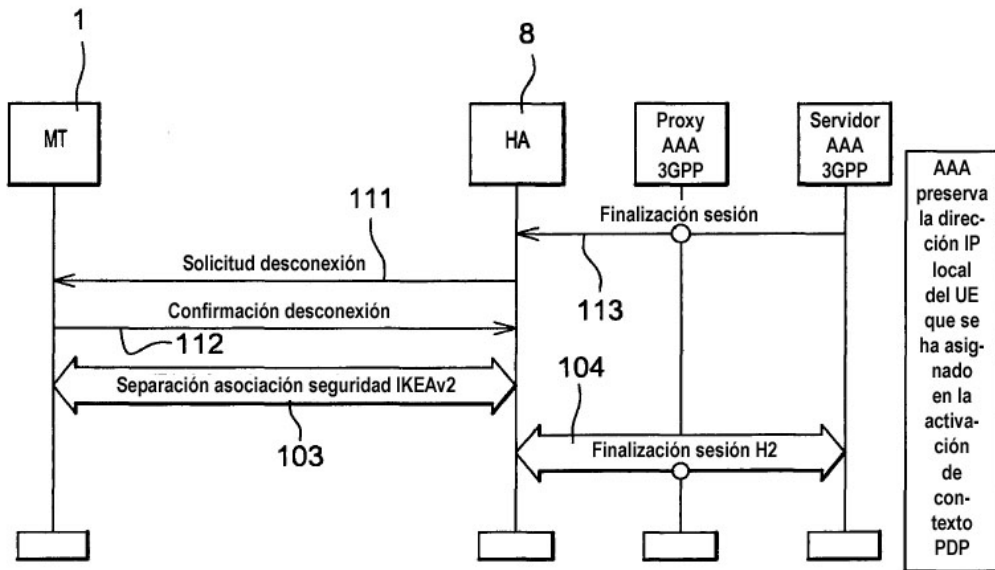 1
8
MT
HA
Proxy
AAA
3GPP
Servidor
AAA
3GPP
AAA
preserva
la direc-
ción IP
local
del UE
que se
ha asig-
nado
en la
activa-
ción
de
con-
texto
PDP
Finalización sesión
111
113
Solicitud desconexión
Confirmación desconexión
112
104
Separación asociación seguridad IKEAv2
103
Finalización sesión H2